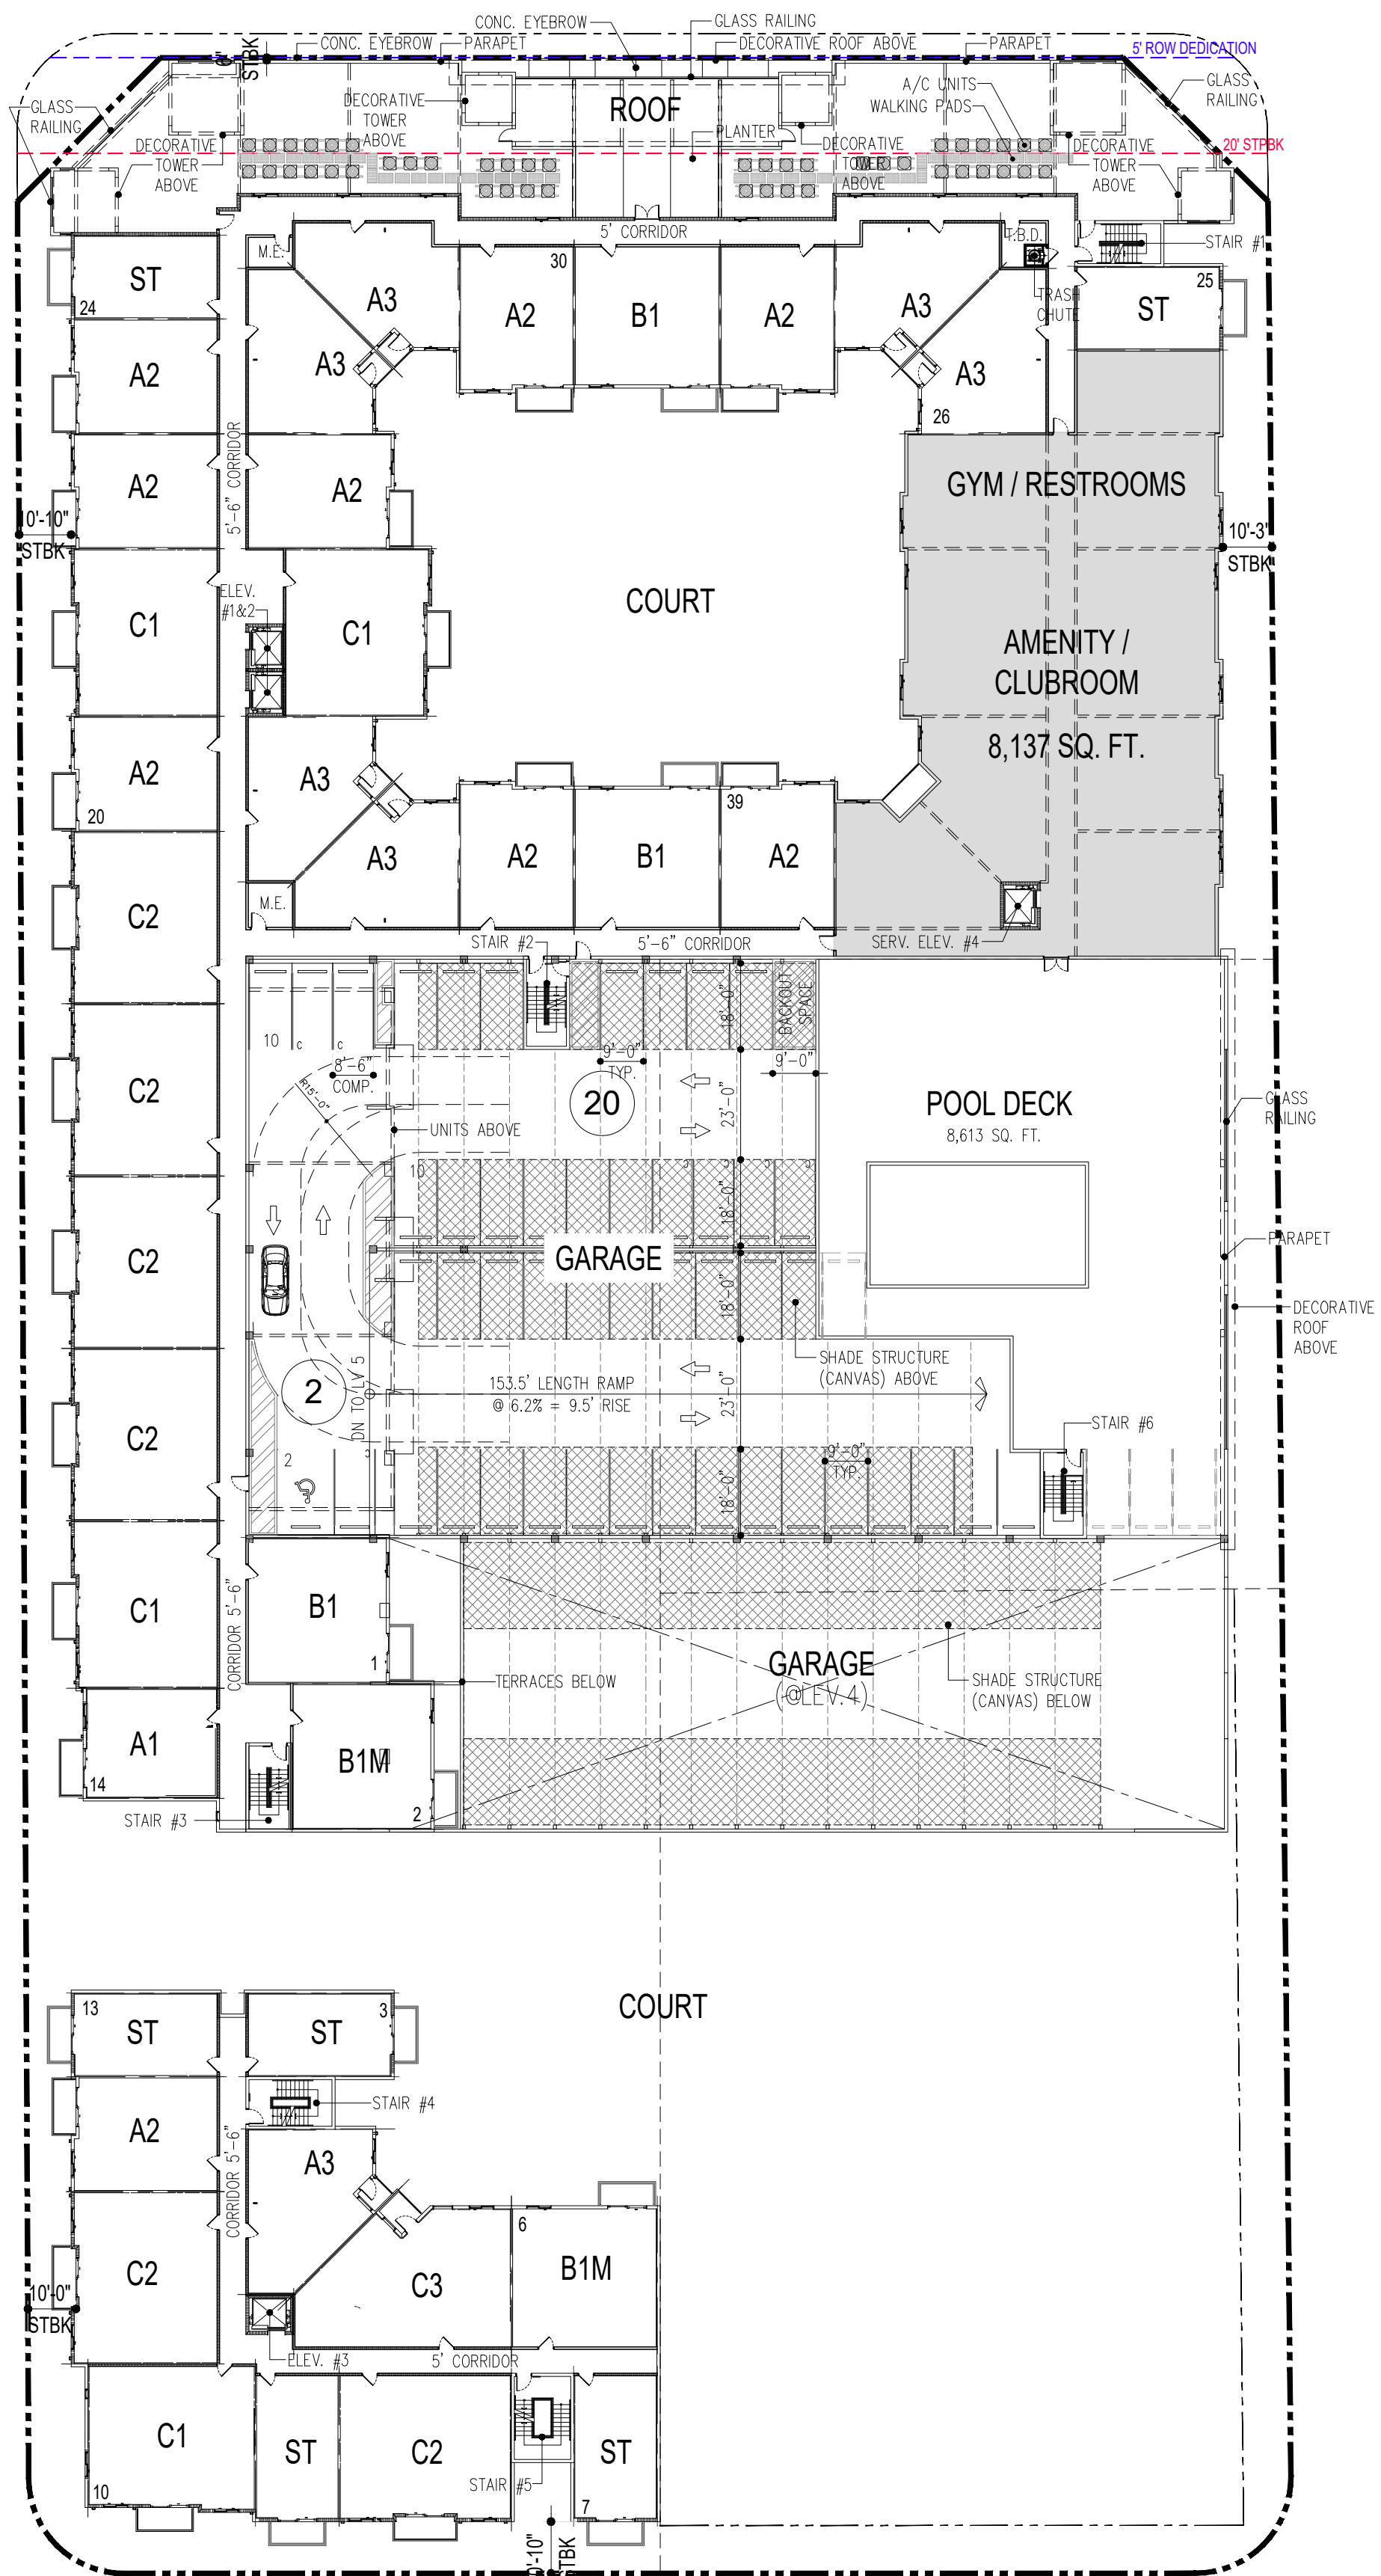 CONC. EYEBROW
GLASS RAILING
CONC. EYEBROW
PARAPET
DECORATIVE ROOF ABOVE
PARAPET
5' ROW DEDICATION
STBK
GLASS
RAILING
DECORATIVE
TOWER
ABOVE
ROOF
A/C UNITS
WALKING PADS
GLASS
RAILING
DECORATIVE
TOWER
ABOVE
PLANTER
DECORATIVE
TOWER
ABOVE
20' STPBK
DECORATIVE
TOWER
ABOVE
5' CORRIDOR
M.E.
T.B.D.
STAIR #1
TRASH
CHUTE
ST
24
A3
A2
30
B1
A2
A3
ST
25
A2
A3
A3
26
A2
5'-6" CORRIDOR
A2
GYM / RESTROOMS
10'-10"
STBK
10'-3"
STBK
C1
ELEV.
#1&2
C1
COURT
AMENITY /
CLUBROOM
8,137 SQ. FT.
A2
20
A3
A3
A2
B1
39
A2
C2
M.E.
STAIR #2
5'-6" CORRIDOR
SERV. ELEV. #4
10
C
C
8'-6"
COMP.
R15'-0"
9'-0"
TYP.
18'-0"
BACKOUT
SPACE
9'-0"
20
23'-0"
C2
UNITS ABOVE
10
POOL DECK
8,613 SQ. FT.
GLASS
RAILING
18'-0"
GARAGE
PARAPET
C2
18'-0"
DECORATIVE
ROOF
ABOVE
SHADE STRUCTURE
(CANVAS) ABOVE
2
DN TO LV 5
153.5' LENGTH RAMP
@ 6.2% = 9.5' RISE
23'-0"
STAIR #6
C2
2
3
9'-0"
TYP.
18'-0"
C1
CORRIDOR 5'-6"
B1
1
TERRACES BELOW
GARAGE
(@LEV.4)
SHADE STRUCTURE
(CANVAS) BELOW
A1
14
B1M
2
STAIR #3
COURT
13
ST
ST
3
STAIR #4
A2
CORRIDOR 5'-6"
A3
C2
C3
6
B1M
10'-0"
STBK
ELEV. #3
5' CORRIDOR
C1
10
ST
C2
ST
7
STAIR #5
STBK